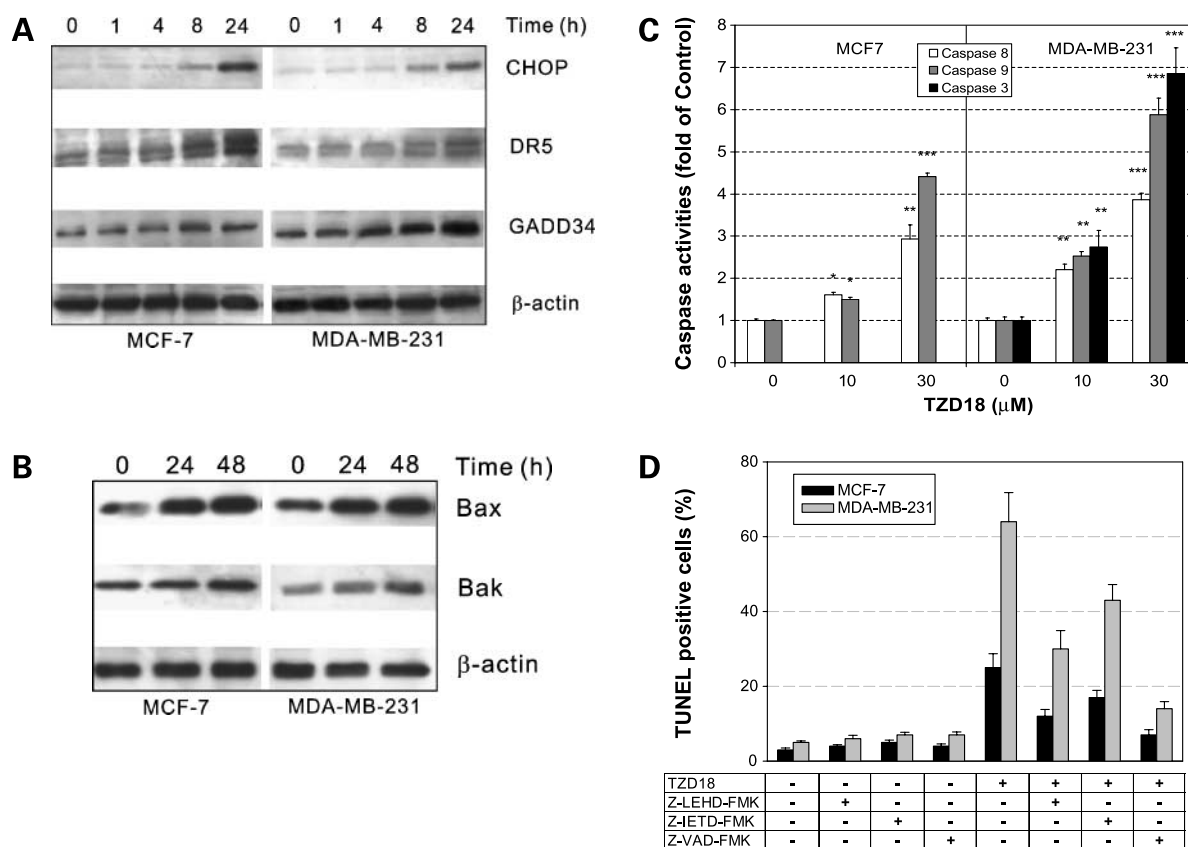 A
0 1 4 8 24 0 1 4 8 24 Time (h)
CHOP
DR5
GADD34
β-actin
MCF-7 MDA-MB-231
B
0 24 48 0 24 48 Time (h)
Bax
Bak
β-actin
MCF-7 MDA-MB-231
C
Caspase activities (fold of Control)
8
7
6
5
4
3
2
1
0
MCF7 MDA-MB-231
Caspase 8
Caspase 9
Caspase 3
* *
** ***
** ** **
*** *** ***
0 10 30 0 10 30
TZD18 (μM)
D
TUNEL positive cells (%)
80
60
40
20
0
MCF-7
MDA-MB-231
TZD18 - - - - + + + +
Z-LEHD-FMK - + - - - + - -
Z-IETD-FMK - - + - - - + -
Z-VAD-FMK - - - + - - - +